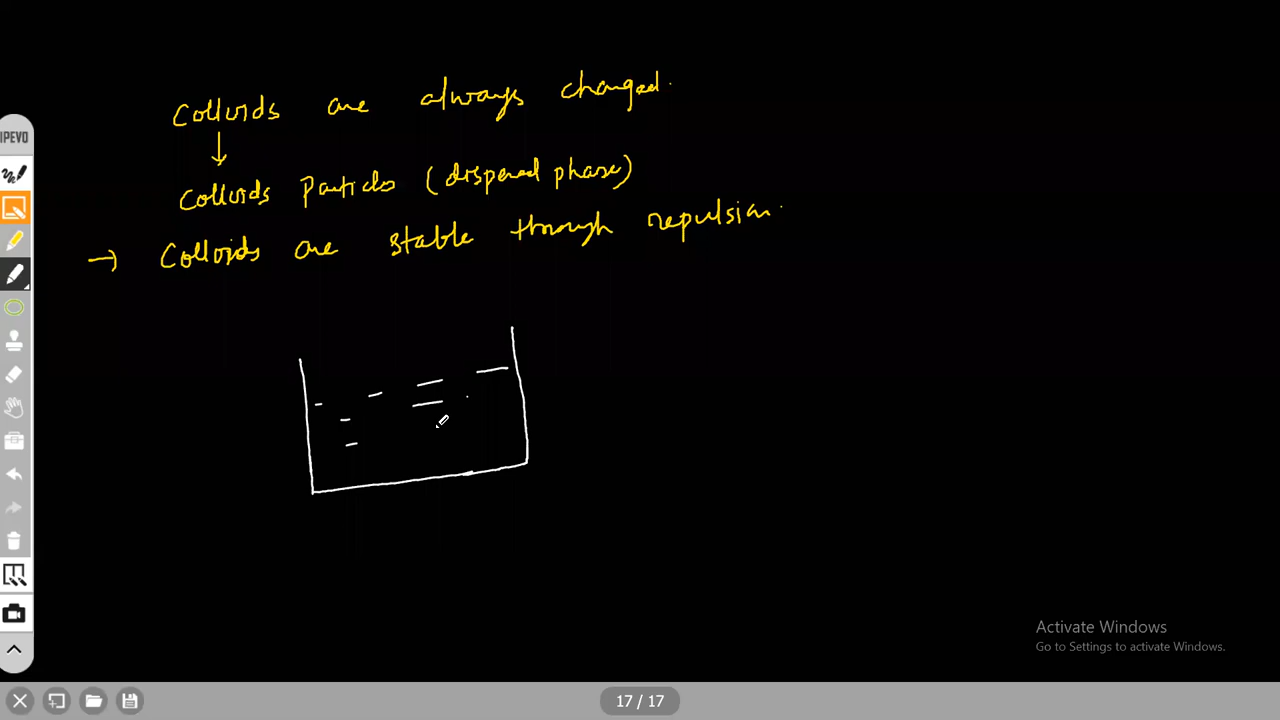 Colloids are always charged.
Colloids Particles (dispersed phase)
→ Colloids are stable through repulsion.
IPEVO
Activate Windows
Go to Settings to activate Windows.
17 / 17